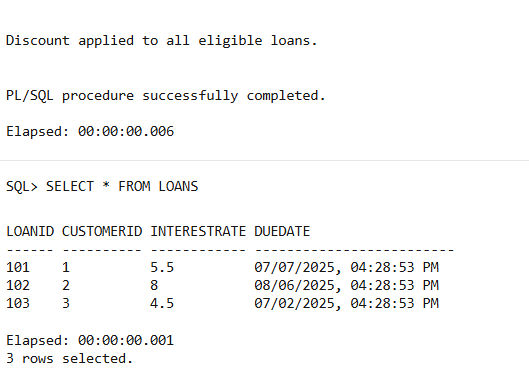 Discount applied to all eligible loans.
PL/SQL procedure successfully completed.
Elapsed: 00:00:00.006
SQL> SELECT * FROM LOANS
LOANID CUSTOMERID INTERESTRATE DUEDATE
------ ---------- ------------ -------------------------
101    1          5.5          07/07/2025, 04:28:53 PM
102    2          8            08/06/2025, 04:28:53 PM
103    3          4.5          07/02/2025, 04:28:53 PM
Elapsed: 00:00:00.001
3 rows selected.